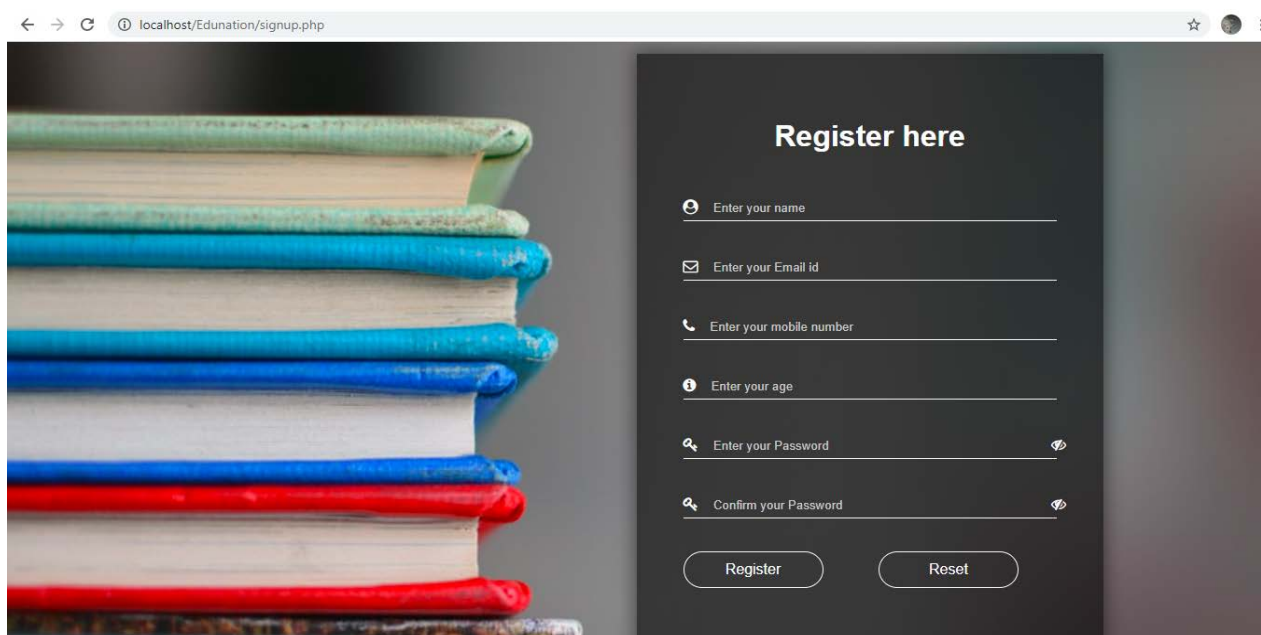 localhost/Edunation/signup.php
Register here
Enter your name
Enter your Email id
Enter your mobile number
Enter your age
Enter your Password
Confirm your Password
Register Reset